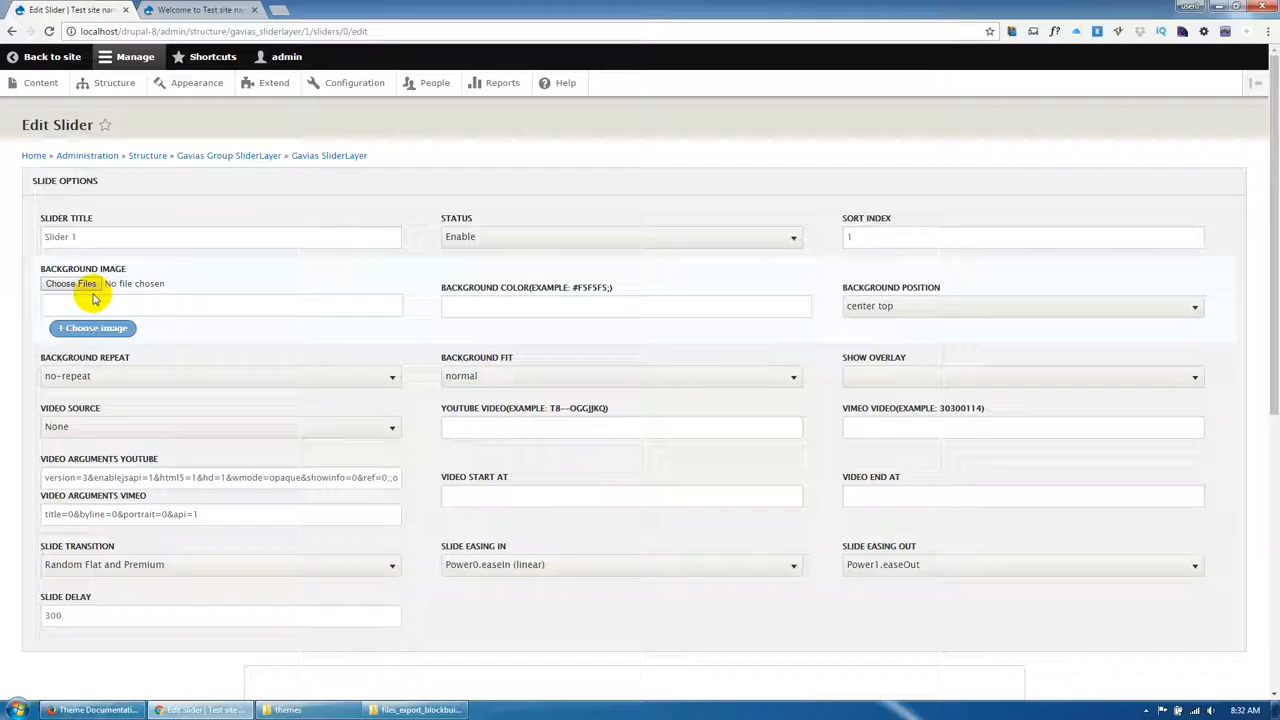 Edit Slider | Test site nam
Welcome to Test site nam
user0
localhost/drupal-8/admin/structure/gavias_sliderlayer/1/sliders/0/edit
Back to site
Manage
Shortcuts
admin
Content
Structure
Appearance
Extend
Configuration
People
Reports
Help
Edit Slider
Home » Administration » Structure » Gavias Group SliderLayer » Gavias SliderLayer
SLIDE OPTIONS
SLIDER TITLE
STATUS
SORT INDEX
Slider 1
Enable
1
BACKGROUND IMAGE
Choose Files No file chosen
BACKGROUND COLOR(EXAMPLE: #F5F5F5;)
BACKGROUND POSITION
center top
Choose image
BACKGROUND REPEAT
BACKGROUND FIT
SHOW OVERLAY
no-repeat
normal
VIDEO SOURCE
YOUTUBE VIDEO(EXAMPLE: T8--OGGJJKQ)
VIMEO VIDEO(EXAMPLE: 30300114)
None
VIDEO ARGUMENTS YOUTUBE
version=3&enablejsapi=1&html5=1&hd=1&wmode=opaque&showinfo=0&ref=0;;o
VIDEO START AT
VIDEO END AT
VIDEO ARGUMENTS VIMEO
title=0&byline=0&portrait=0&api=1
SLIDE TRANSITION
SLIDE EASING IN
SLIDE EASING OUT
Random Flat and Premium
Power0.easeIn (linear)
Power1.easeOut
SLIDE DELAY
300
Theme Documentati...
Edit Slider | Test site ...
themes
files_export_blockbui...
8:32 AM